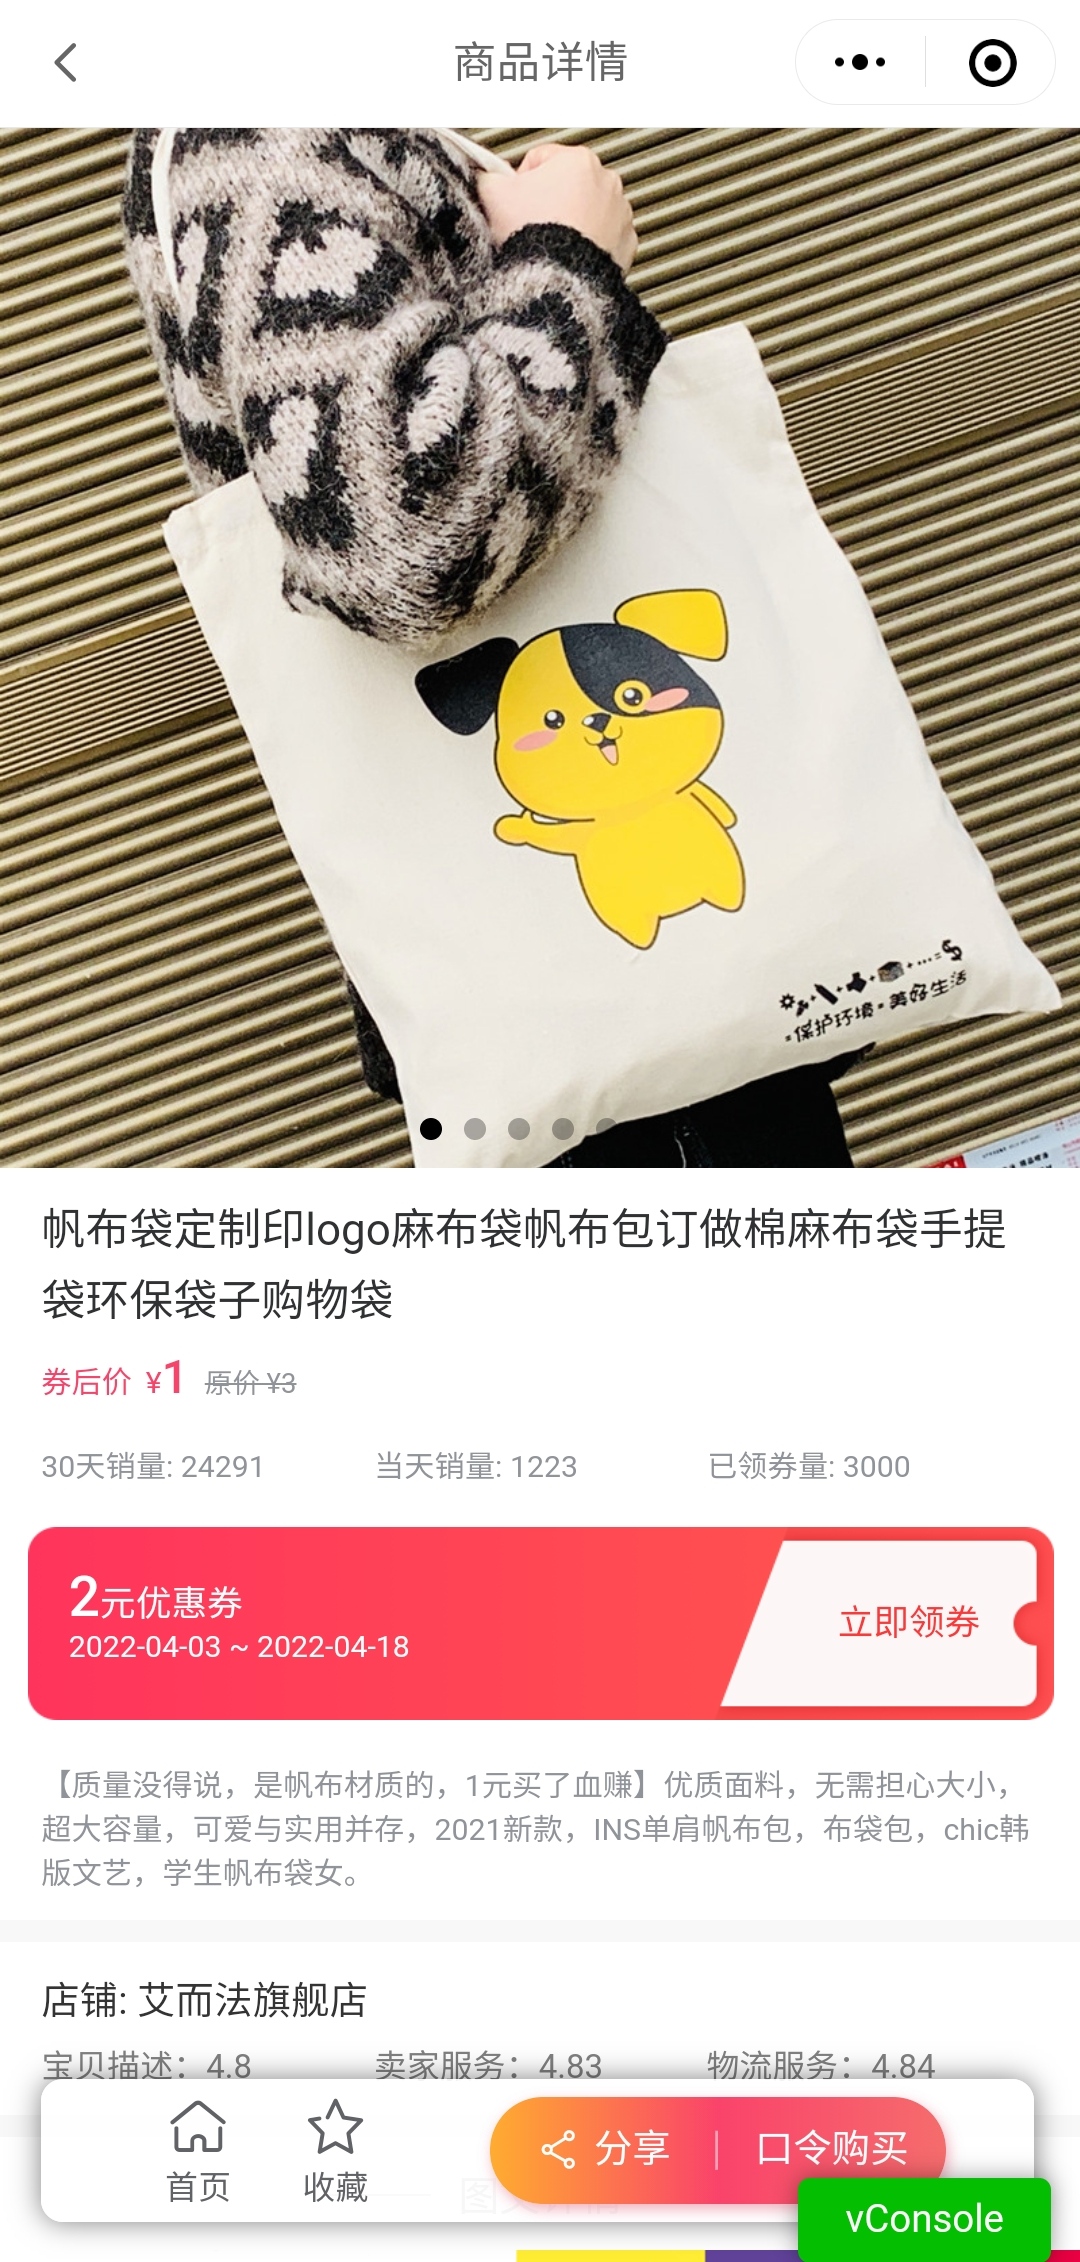 商品详情
=保护环境·美好生活
帆布袋定制印logo麻布袋帆布包订做棉麻布袋手提
袋环保袋子购物袋
券后价 ¥1 原价 ¥3
30天销量: 24291 当天销量: 1223 已领券量: 3000
2元优惠券
2022-04-03 ~ 2022-04-18
立即领券
【质量没得说，是帆布材质的，1元买了血赚】优质面料，无需担心大小，
超大容量，可爱与实用并存，2021新款，INS单肩帆布包，布袋包，chic韩
版文艺，学生帆布袋女。
店铺: 艾而法旗舰店
宝贝描述：4.8 卖家服务：4.83 物流服务：4.84
首页 收藏 分享 口令购买
vConsole